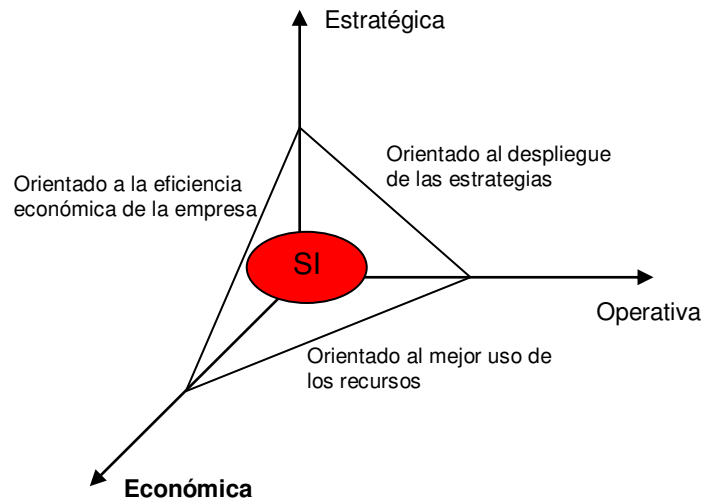 Estratégica
Orientado al despliegue
de las estrategias
Orientado a la eficiencia
económica de la empresa
SI
Operativa
Orientado al mejor uso de
los recursos
Económica